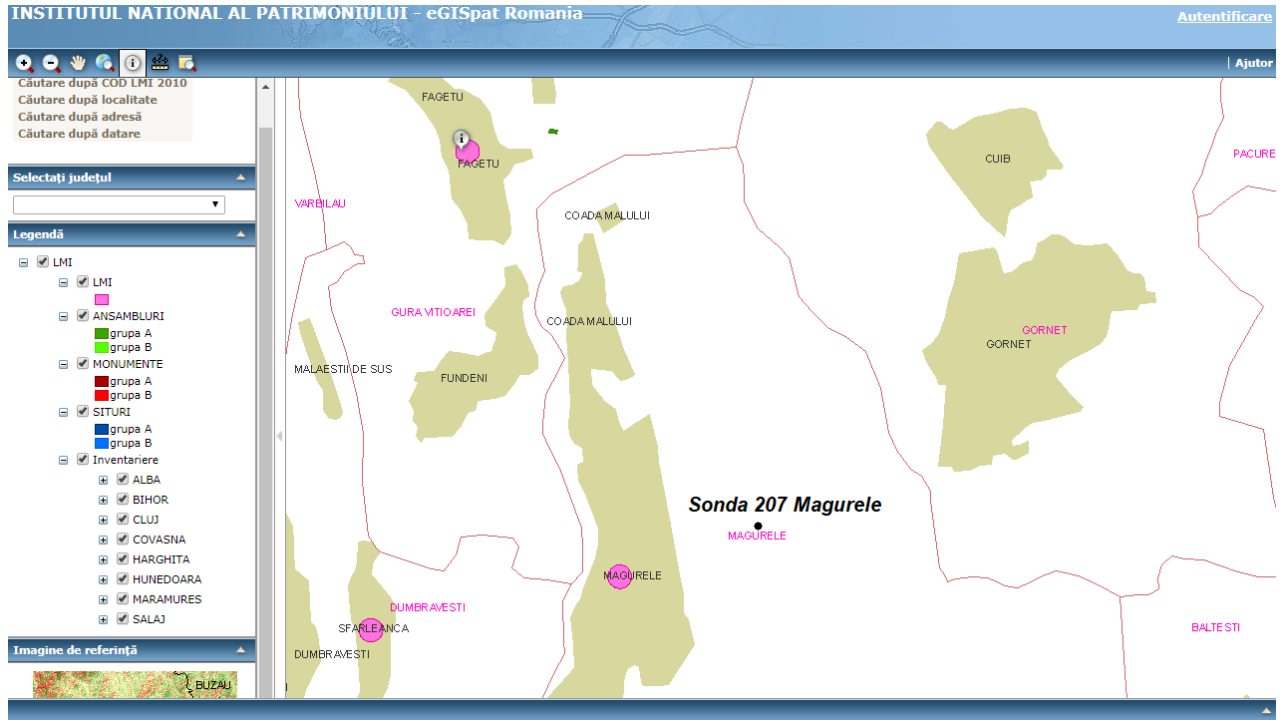 INSTITUTUL NATIONAL AL PATRIMONIULUI - eGISpat Romania
Autentificare
| Ajutor
Căutare după COD LMI 2010
Căutare după localitate
Căutare după adresă
Căutare după datare
Selectați județul
Legendă
LMI
LMI
ANSAMBLURI
grupa A
grupa B
MONUMENTE
grupa A
grupa B
SITURI
grupa A
grupa B
Inventariere
ALBA
BIHOR
CLUJ
COVASNA
HARGHITA
HUNEDOARA
MARAMURES
SALAJ
Imagine de referință
BUZAU
FAGETU
FAGETU
CUIB
PACURE
VARBILAU
COADA MALULUI
GURA VITIOAREI
COADA MALULUI
GORNET
GORNET
MALAESTII DE SUS
FUNDENI
Sonda 207 Magurele
MAGURELE
MAGURELE
DUMBRAVESTI
SFARLEANCA
BALTESTI
DUMBRAVESTI